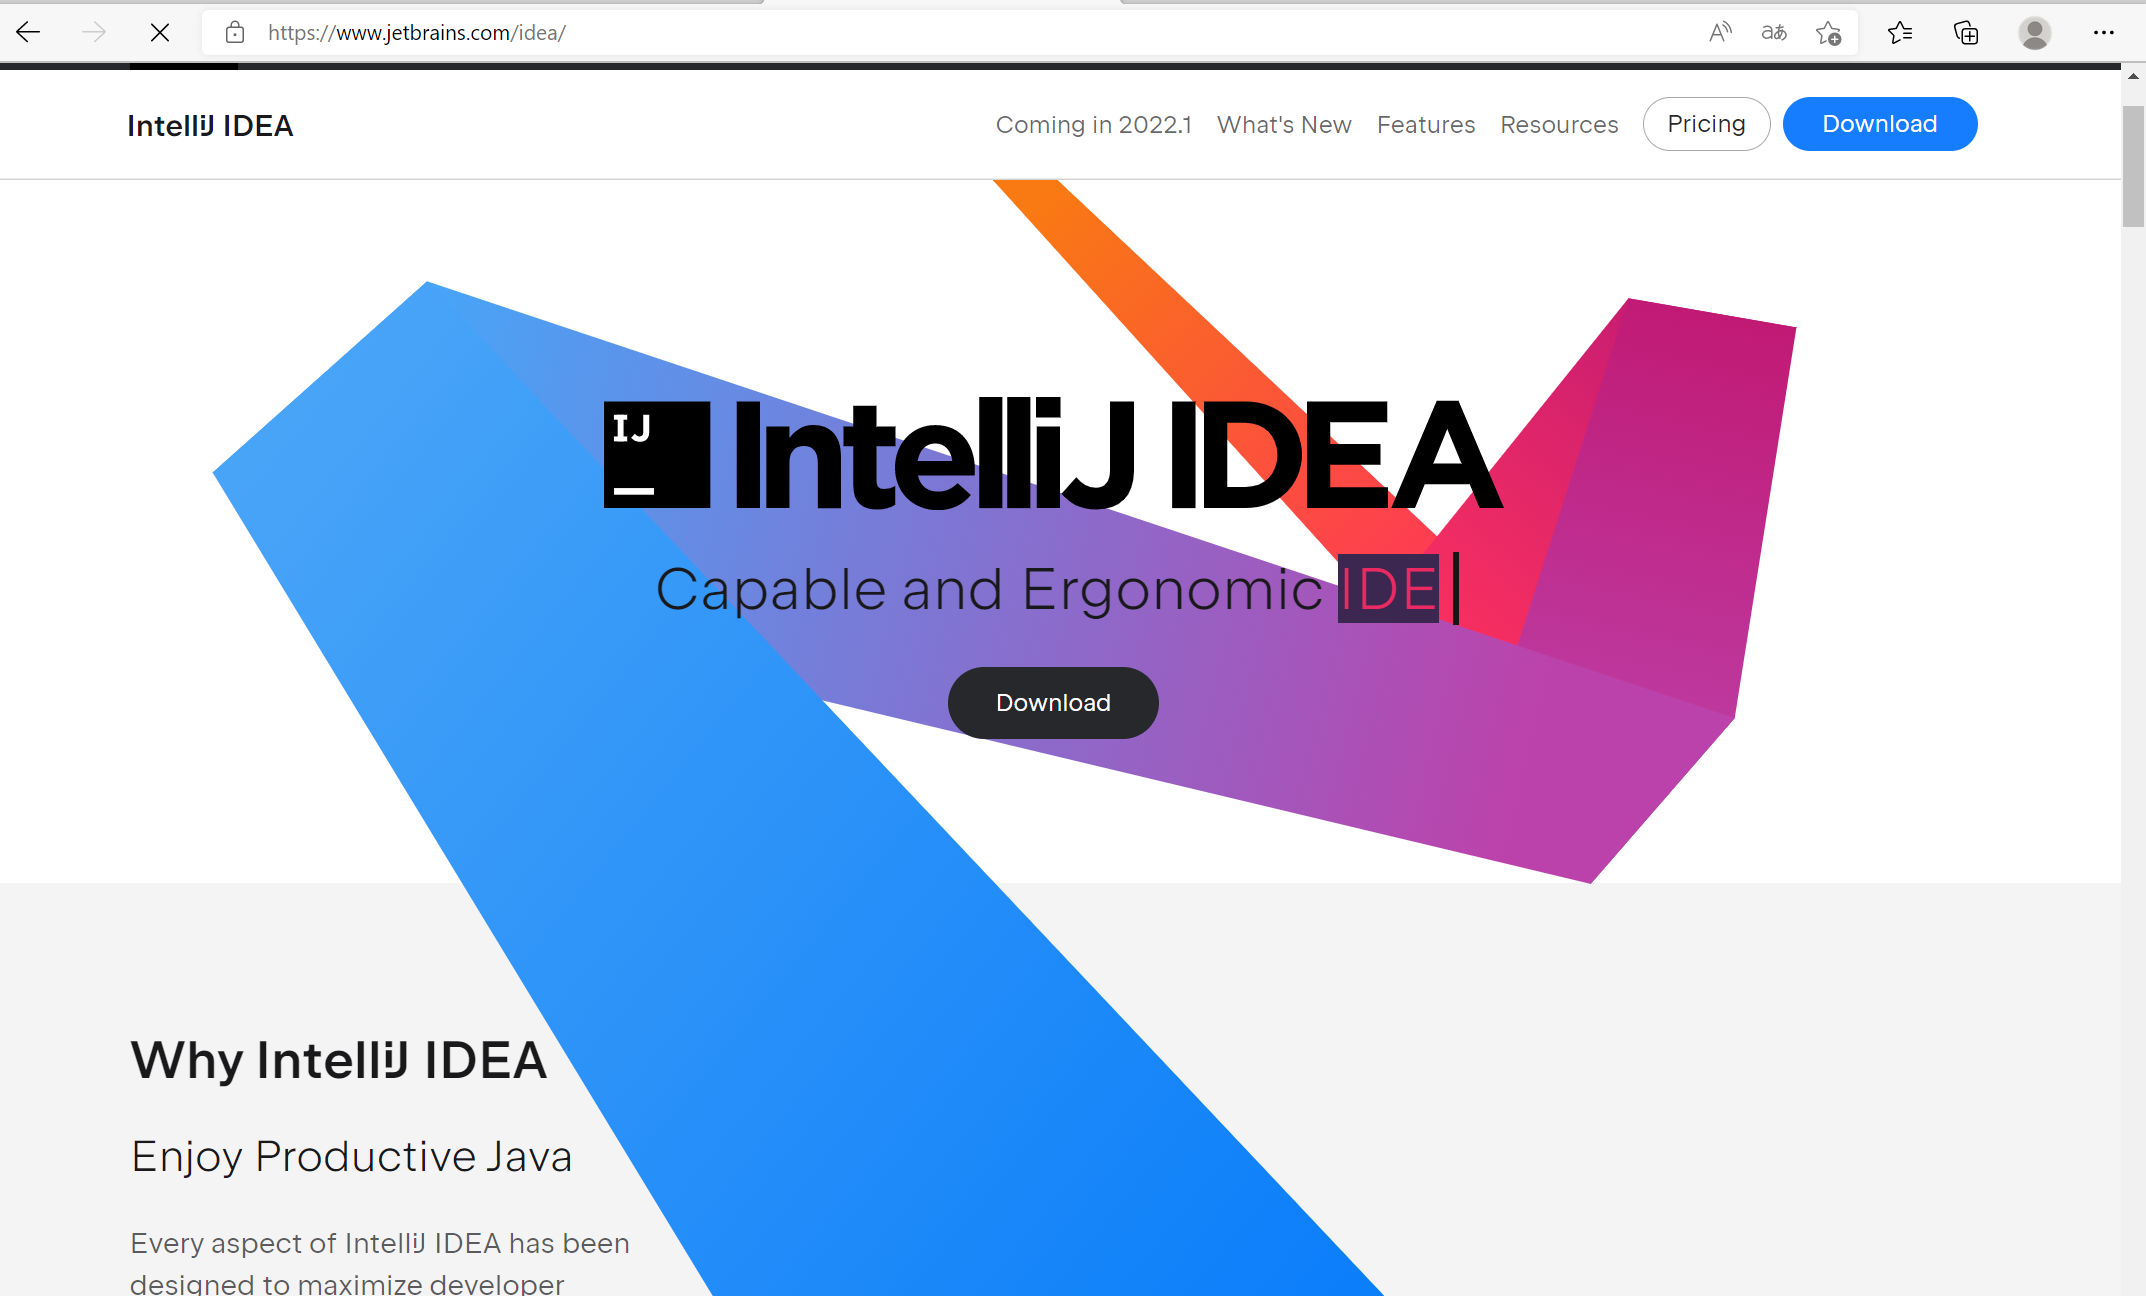 https://www.jetbrains.com/idea/
IntelliJ IDEA
Coming in 2022.1 What's New Features Resources Pricing Download
IJ
IntelliJ IDEA
Capable and Ergonomic IDE
Download
Why IntelliJ IDEA
Enjoy Productive Java
Every aspect of IntelliJ IDEA has been
designed to maximize developer